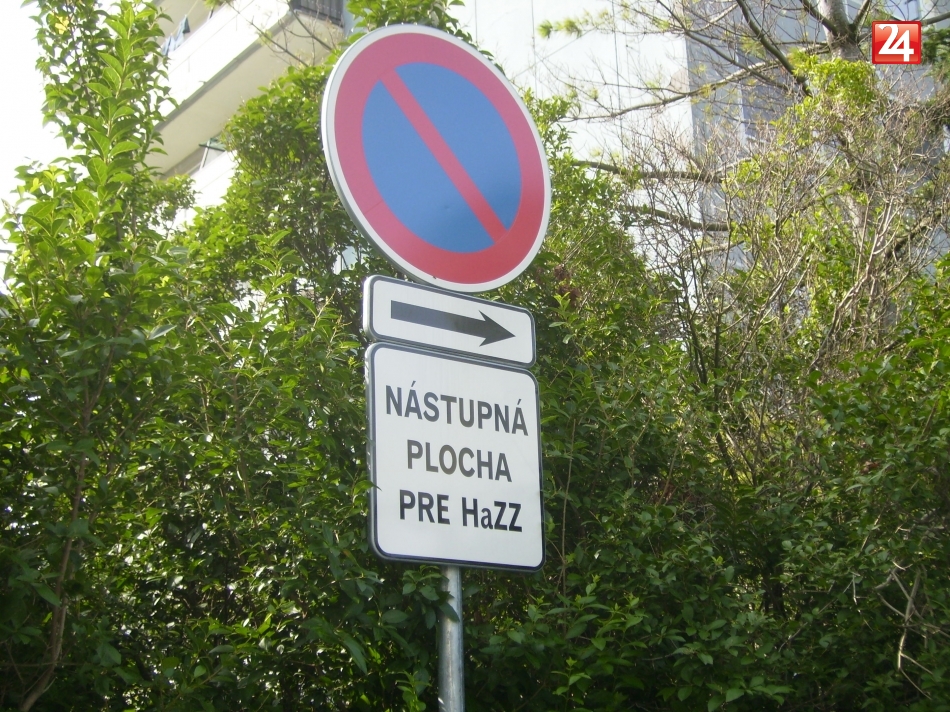 24
NÁSTUPNÁ
PLOCHA
PRE HaZZ